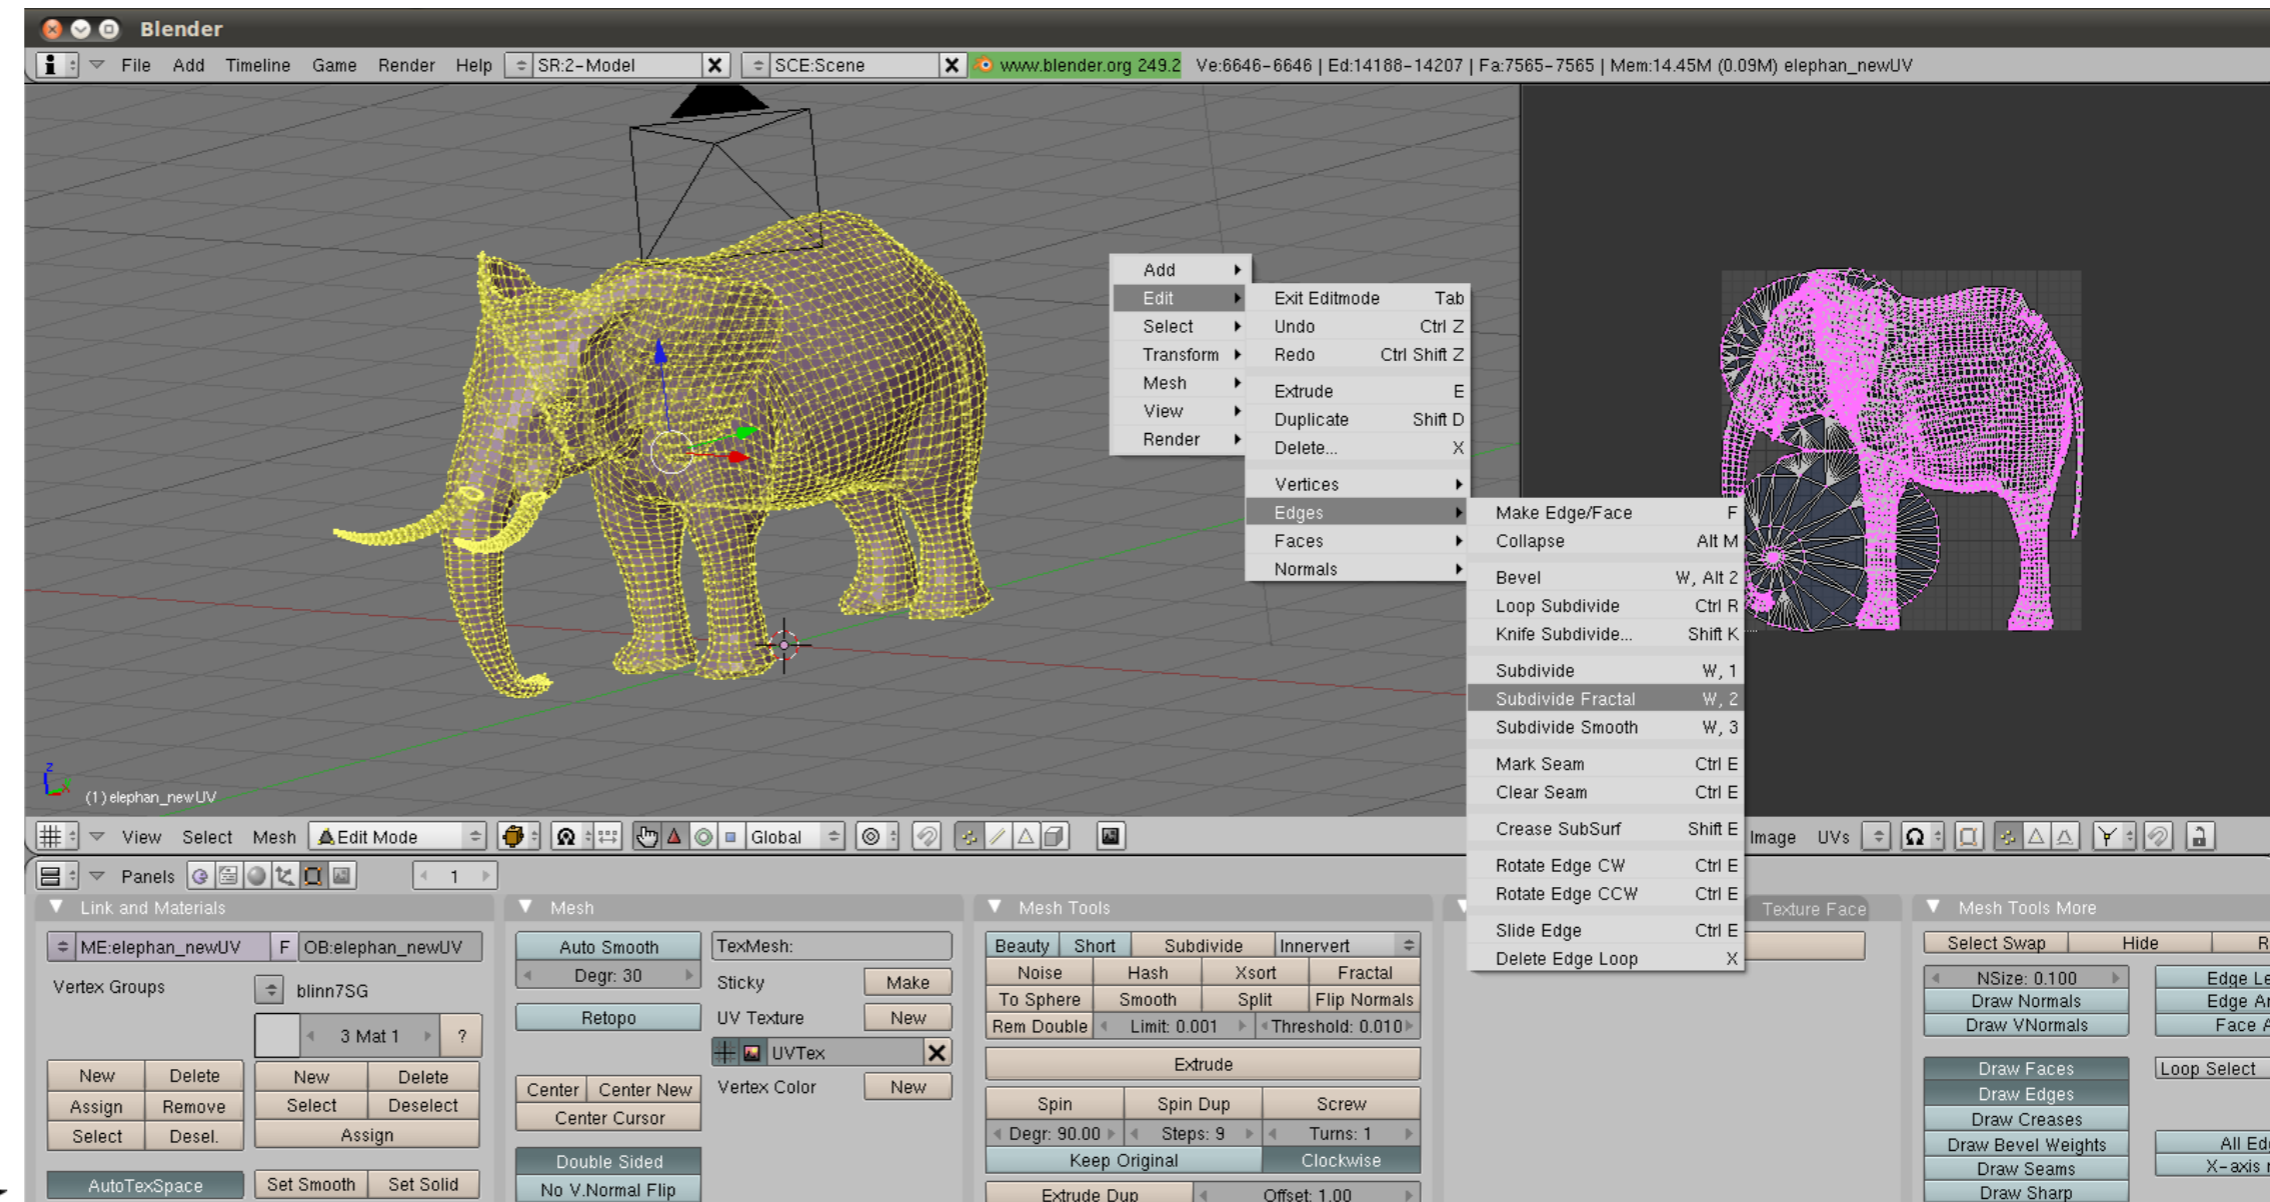 Blender
File Add Timeline Game Render Help SR:2-Model SCE:Scene www.blender.org 249.2 Ve:6646-6646 | Ed:14188-14207 | Fa:7565-7565 | Mem:14.45M (0.09M) elephan_newUV
Add
Edit
Select
Transform
Mesh
View
Render
Exit Editmode Tab
Undo Ctrl Z
Redo Ctrl Shift Z
Extrude E
Duplicate Shift D
Delete... X
Vertices
Edges
Faces
Normals
Make Edge/Face F
Collapse Alt M
Bevel W, Alt 2
Loop Subdivide Ctrl R
Knife Subdivide... Shift K
Subdivide W, 1
Subdivide Fractal W, 2
Subdivide Smooth W, 3
Mark Seam Ctrl E
Clear Seam Ctrl E
Crease SubSurf Shift E
Rotate Edge CW Ctrl E
Rotate Edge CCW Ctrl E
Slide Edge Ctrl E
Delete Edge Loop X
z
(1) elephan_newUV
View Select Mesh Edit Mode Global
Image UVs
Panels 1
Link and Materials
ME:elephan_newUV F OB:elephan_newUV
Vertex Groups
blinn7SG
3 Mat 1 ?
New Delete New Delete
Assign Remove Select Deselect
Select Desel. Assign
AutoTexSpace Set Smooth Set Solid
Mesh
Auto Smooth TexMesh:
Degr: 30 Sticky Make
Retopo UV Texture New
UVTex
Center Center New Vertex Color New
Center Cursor
Double Sided
No V.Normal Flip
Mesh Tools
Beauty Short Subdivide Innervert
Noise Hash Xsort Fractal
To Sphere Smooth Split Flip Normals
Rem Double Limit: 0.001 Threshold: 0.010
Extrude
Spin Spin Dup Screw
Degr: 90.00 Steps: 9 Turns: 1
Keep Original Clockwise
Extrude Dup Offset: 1.00
Texture Face
Mesh Tools More
Select Swap Hide R
NSize: 0.100 Edge Le
Draw Normals Edge A
Draw VNormals Face A
Draw Faces Loop Select
Draw Edges
Draw Creases
Draw Bevel Weights All Ed
Draw Seams X-axis
Draw Sharp